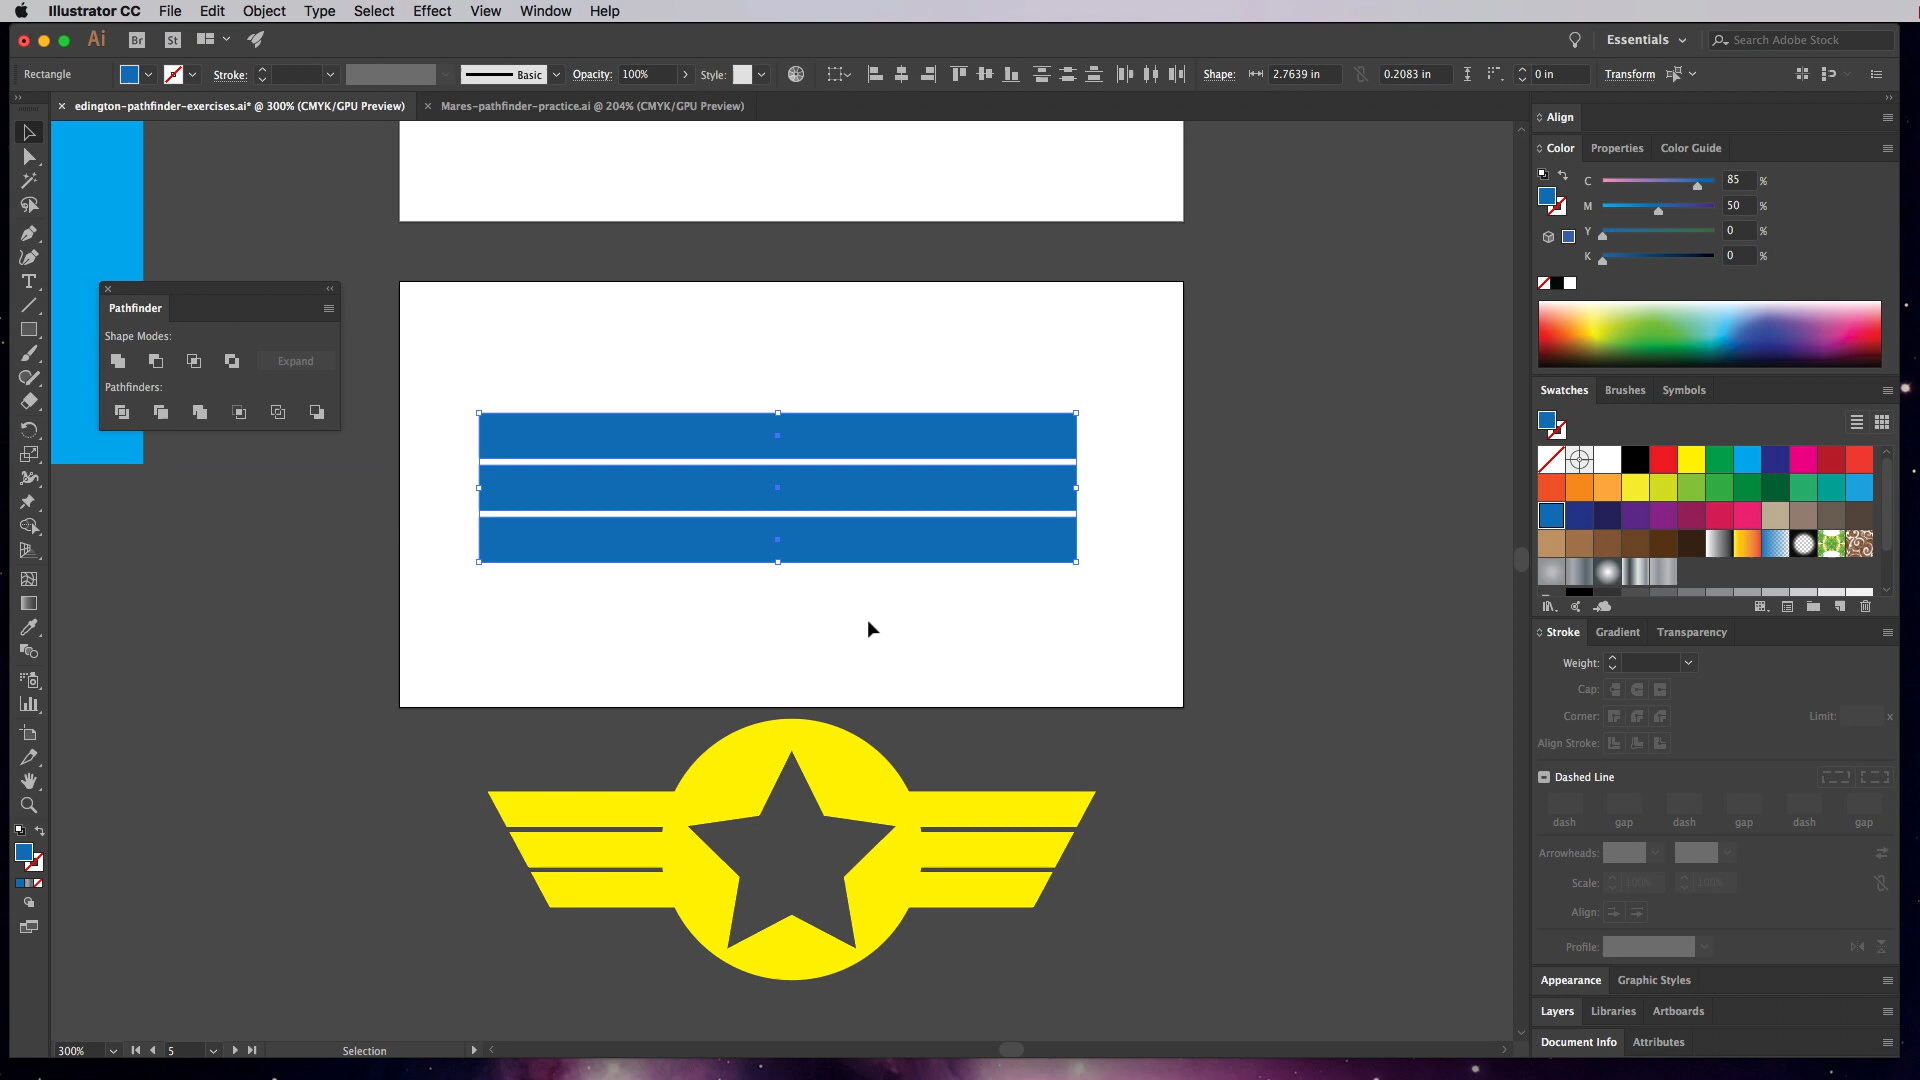 Illustrator CC File Edit Object Type Select Effect View Window Help
Ai Br St Essentials Search Adobe Stock
Rectangle Stroke: Basic Opacity: 100% Style: Shape: 2.7639 in 0.2083 in 0 in Transform
edington-pathfinder-exercises.ai* @ 300% (CMYK/GPU Preview) Mares-pathfinder-practice.ai @ 204% (CMYK/GPU Preview)
Align
Color Properties Color Guide
C 85 %
M 50 %
Y 0 %
K 0 %
Pathfinder
Shape Modes:
Expand
Pathfinders:
Swatches Brushes Symbols
Stroke Gradient Transparency
Weight:
Cap:
Corner: Limit: x
Align Stroke:
Dashed Line
dash gap dash gap dash gap
Arrowheads:
Scale: 100% 100%
Align:
Profile:
Appearance Graphic Styles
Layers Libraries Artboards
Document Info Attributes
300% 5 Selection